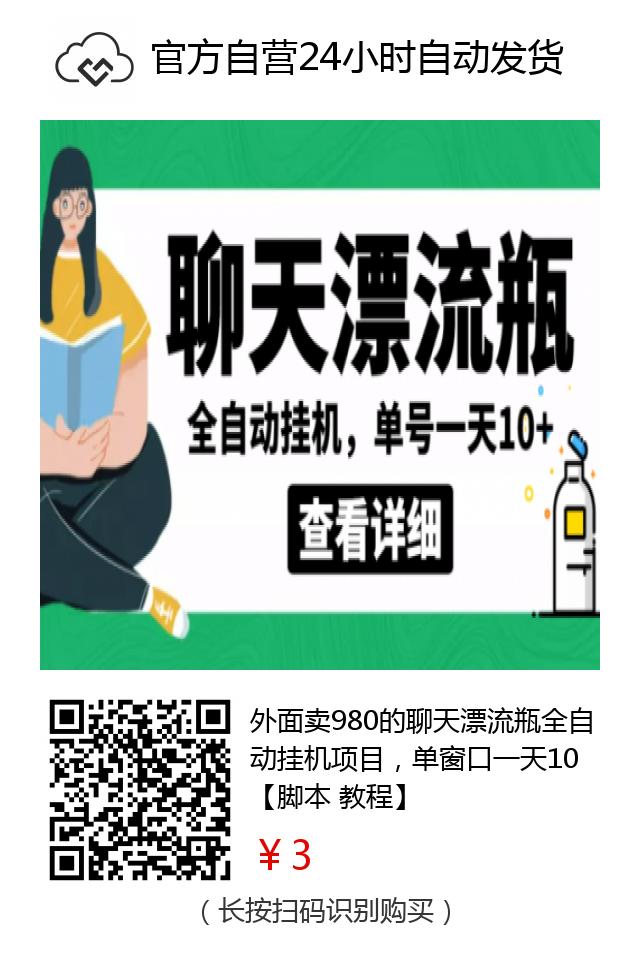 官方自营24小时自动发货
聊天漂流瓶
全自动挂机，单号一天10+
查看详细
外面卖980的聊天漂流瓶全自
动挂机项目，单窗口一天10
【脚本 教程】
￥3
（长按扫码识别购买）